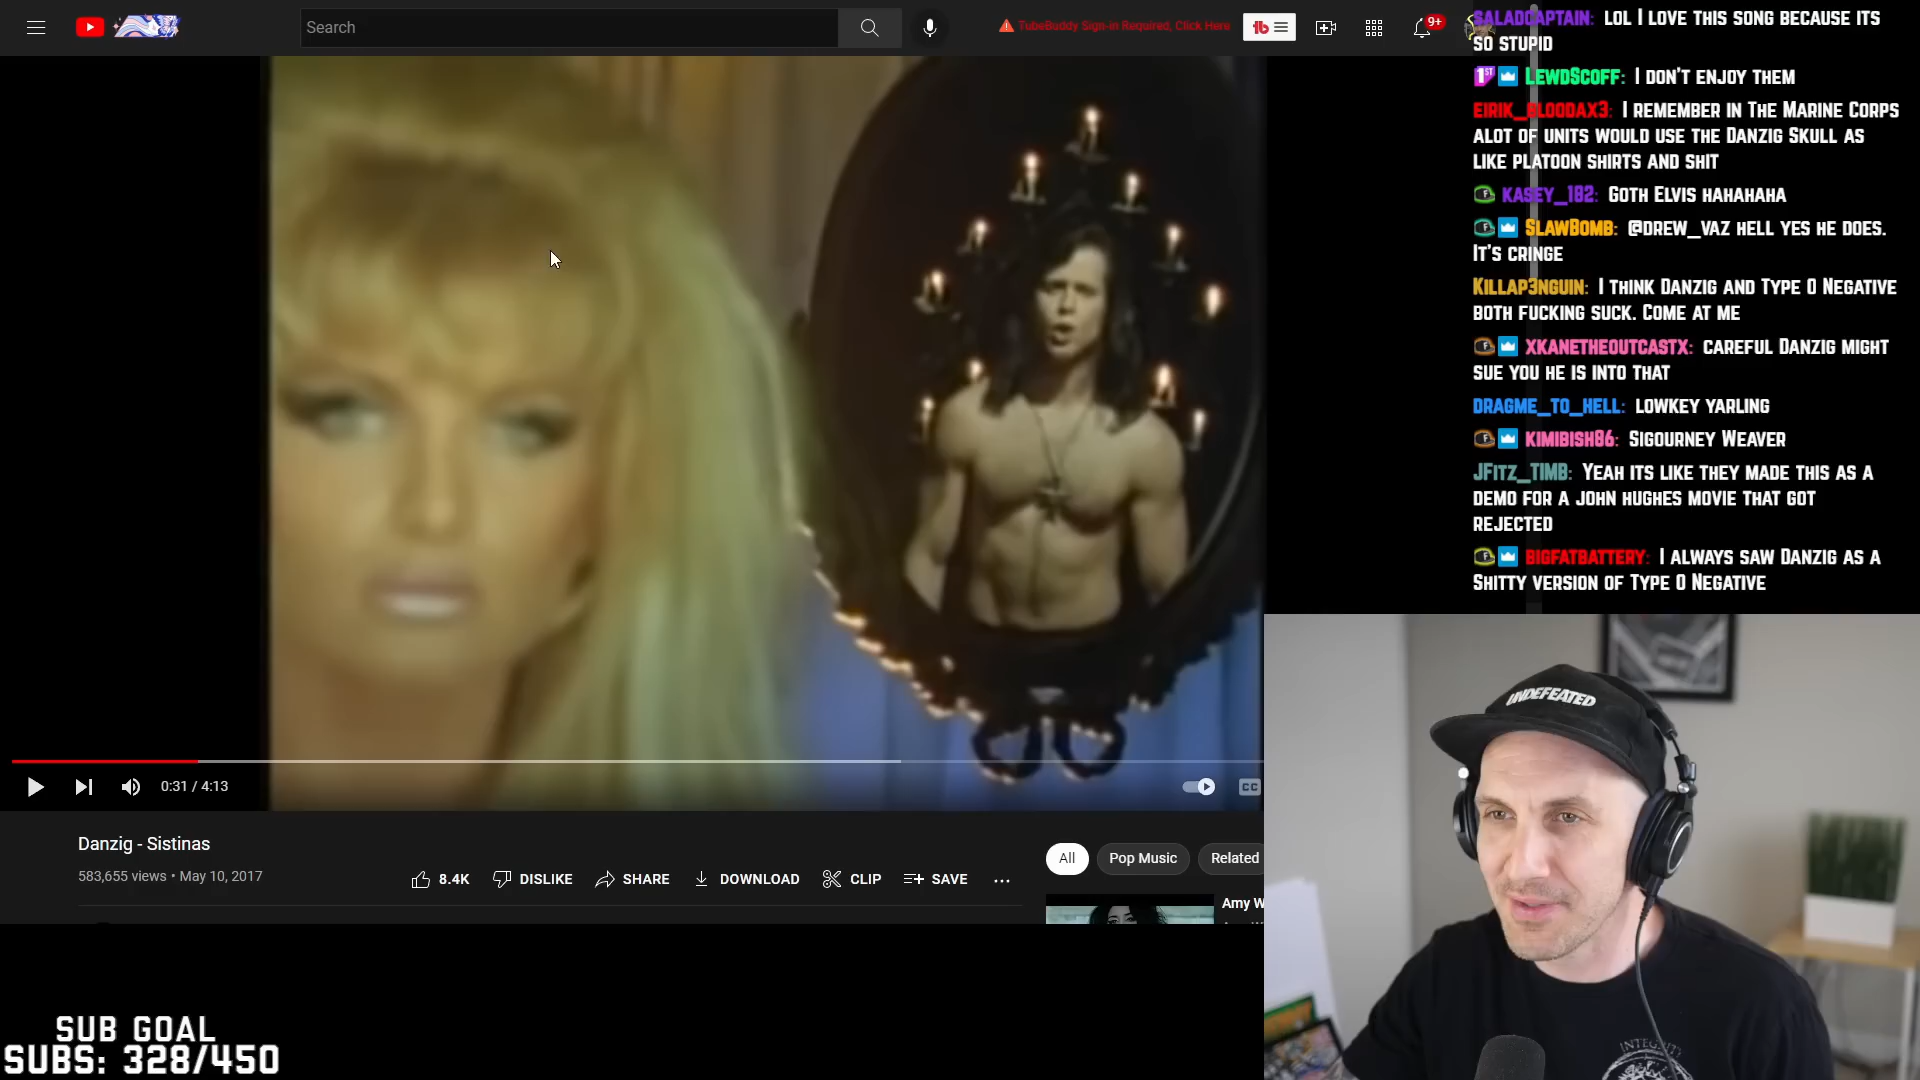 Search
TubeBuddy Sign-in Required, Click Here
9+
SALADCAPTAIN: LOL I LOVE THIS SONG BECAUSE ITS
SO STUPID
1ST LEWDSCOFF: I DON'T ENJOY THEM
EIRIK_BLOODAX3: I REMEMBER IN THE MARINE CORPS
ALOT OF UNITS WOULD USE THE DANZIG SKULL AS
LIKE PLATOON SHIRTS AND SHIT
KASEY_182: GOTH ELVIS HAHAHAHA
SLAWBOMB: @DREW_VAZ HELL YES HE DOES.
IT'S CRINGE
KILLAP3NGUIN: I THINK DANZIG AND TYPE O NEGATIVE
BOTH FUCKING SUCK. COME AT ME
XKANETHEOUTCASTX: CAREFUL DANZIG MIGHT
SUE YOU HE IS INTO THAT
DRAGME_TO_HELL: LOWKEY YARLING
KIMIBISH86: SIGOURNEY WEAVER
JFITZ_TIMB: YEAH ITS LIKE THEY MADE THIS AS A
DEMO FOR A JOHN HUGHES MOVIE THAT GOT
REJECTED
BIGFATBATTERY: I ALWAYS SAW DANZIG AS A
SHITTY VERSION OF TYPE O NEGATIVE
0:31 / 4:13
CC
Danzig - Sistinas
583,655 views • May 10, 2017
8.4K DISLIKE SHARE DOWNLOAD CLIP SAVE ...
All Pop Music Related
Amy W
UNDEFEATED
INTEGRITY
SUB GOAL
SUBS: 328/450